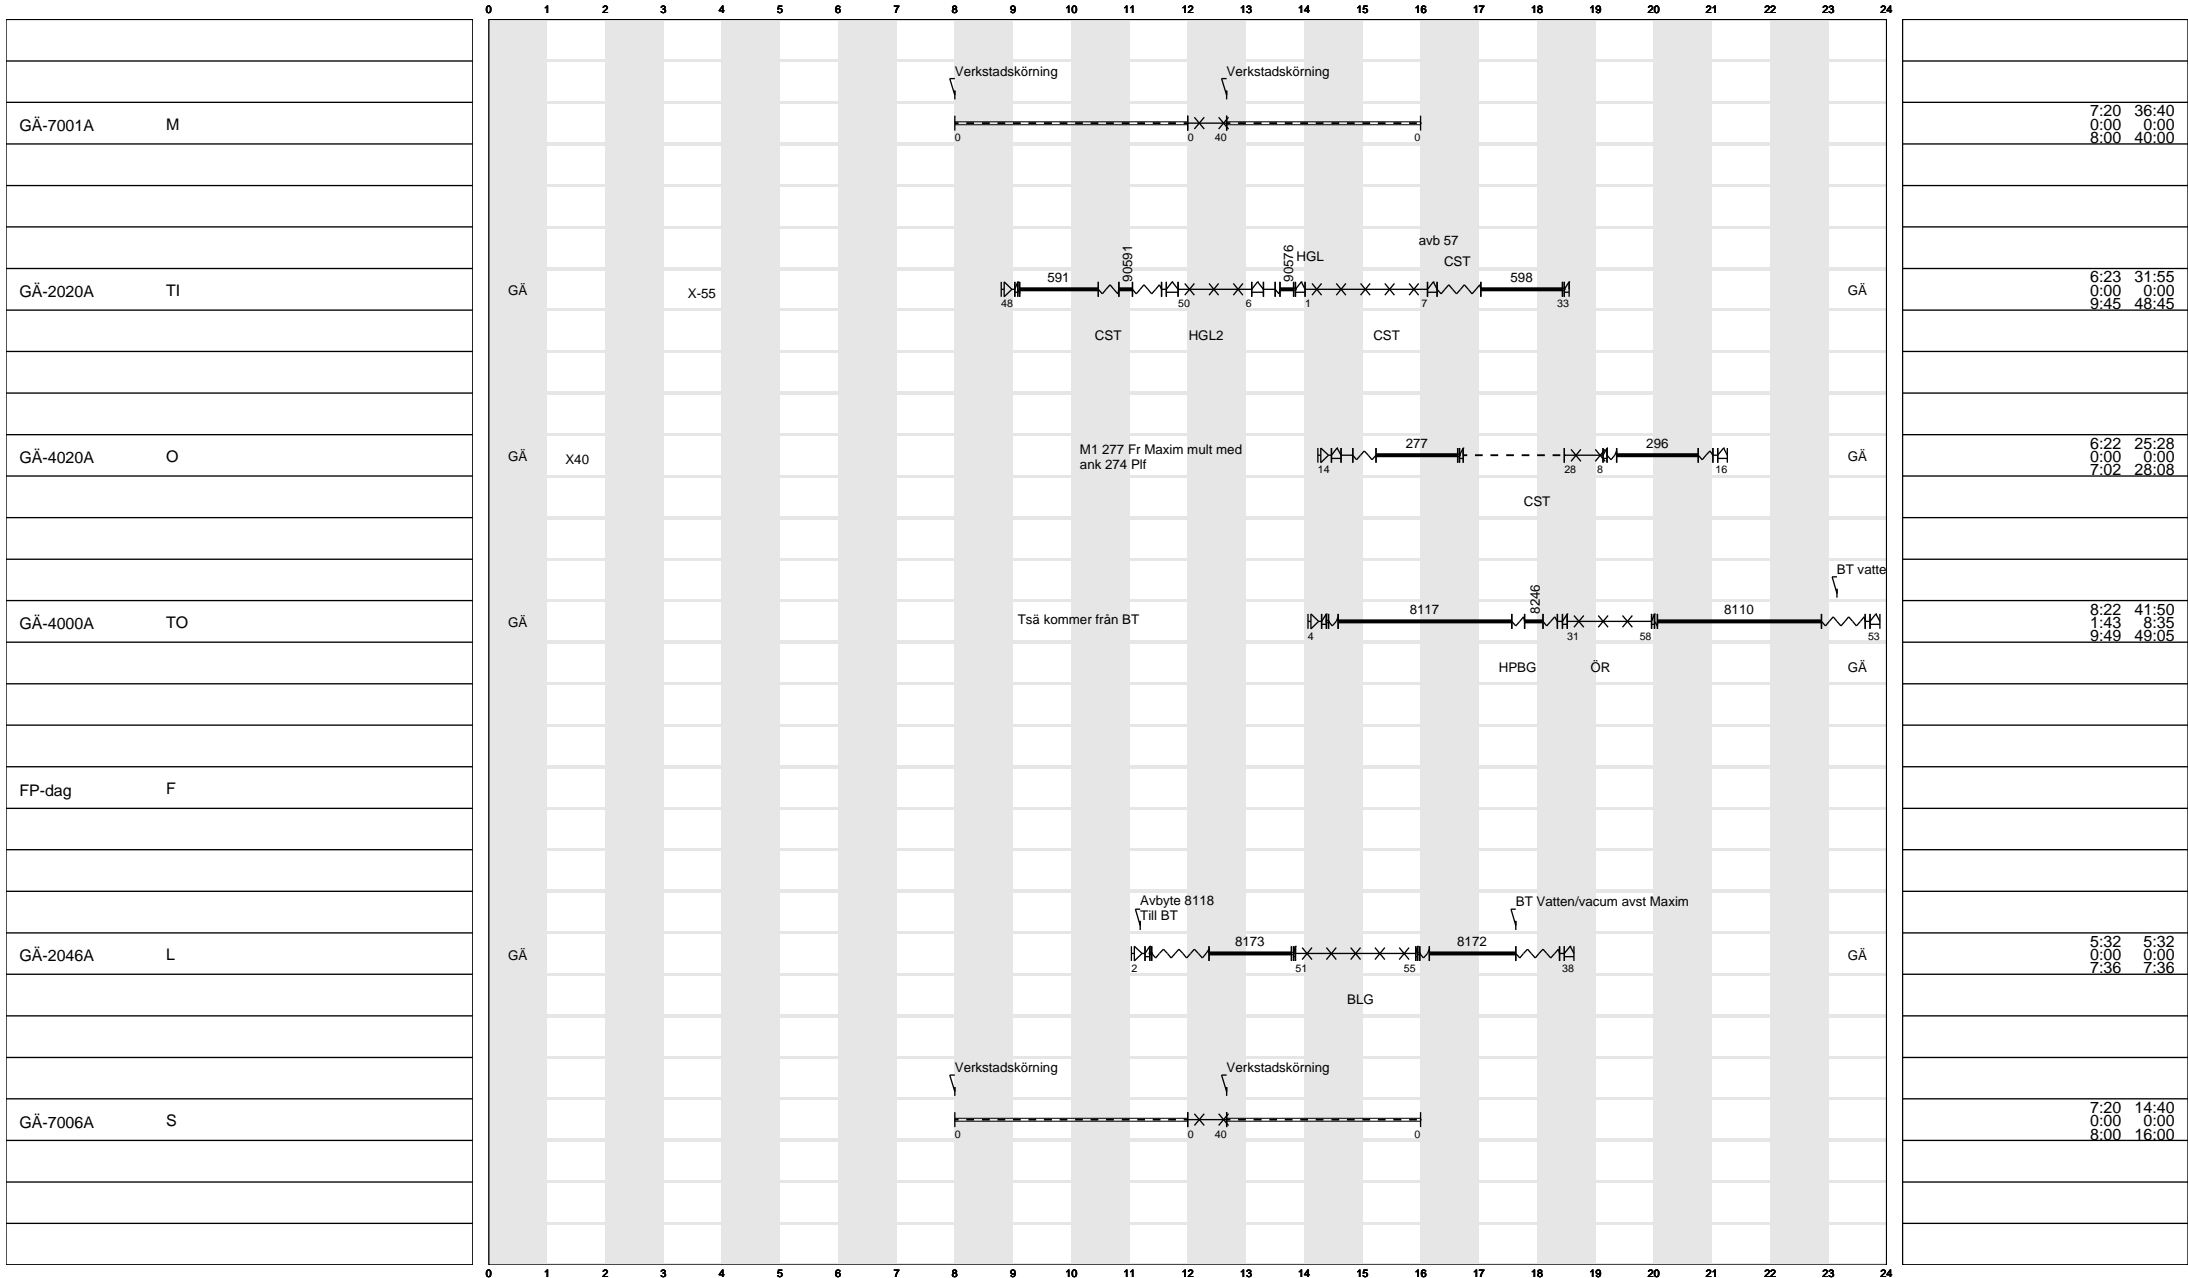 0 1 2 3 4 5 6 7 8 9 10 11 12 13 14 15 16 17 18 19 20 21 22 23 24
Verkstadskörning Verkstadskörning
GÄ-7001A M 7:20 36:40
0:00 0:00
8:00 40:00
0 0 40 0
avb 57
90591 90576 HGL CST
591 598
GÄ-2020A TI GÄ X-55 GÄ 6:23 31:55
0:00 0:00
9:45 48:45
48 50 6 1 7 33
CST HGL2 CST
M1 277 Fr Maxim mult med
ank 274 Plf
277 296
GÄ-4020A O GÄ X40 GÄ 6:22 25:28
0:00 0:00
7:02 28:08
14 28 8 16
CST
BT vatte
8246
Tsä kommer från BT 8117 8110
GÄ-4000A TO GÄ 8:22 41:50
1:43 8:35
9:49 49:05
4 31 58 53
HPBG ÖR GÄ
FP-dag F
Avbyte 8118
Till BT
BT Vatten/vacum avst Maxim
8173 8172
GÄ-2046A L GÄ GÄ 5:32 5:32
0:00 0:00
7:36 7:36
2 51 55 38
BLG
Verkstadskörning Verkstadskörning
GÄ-7006A S 7:20 14:40
0:00 0:00
8:00 16:00
0 0 40 0
0 1 2 3 4 5 6 7 8 9 10 11 12 13 14 15 16 17 18 19 20 21 22 23 24